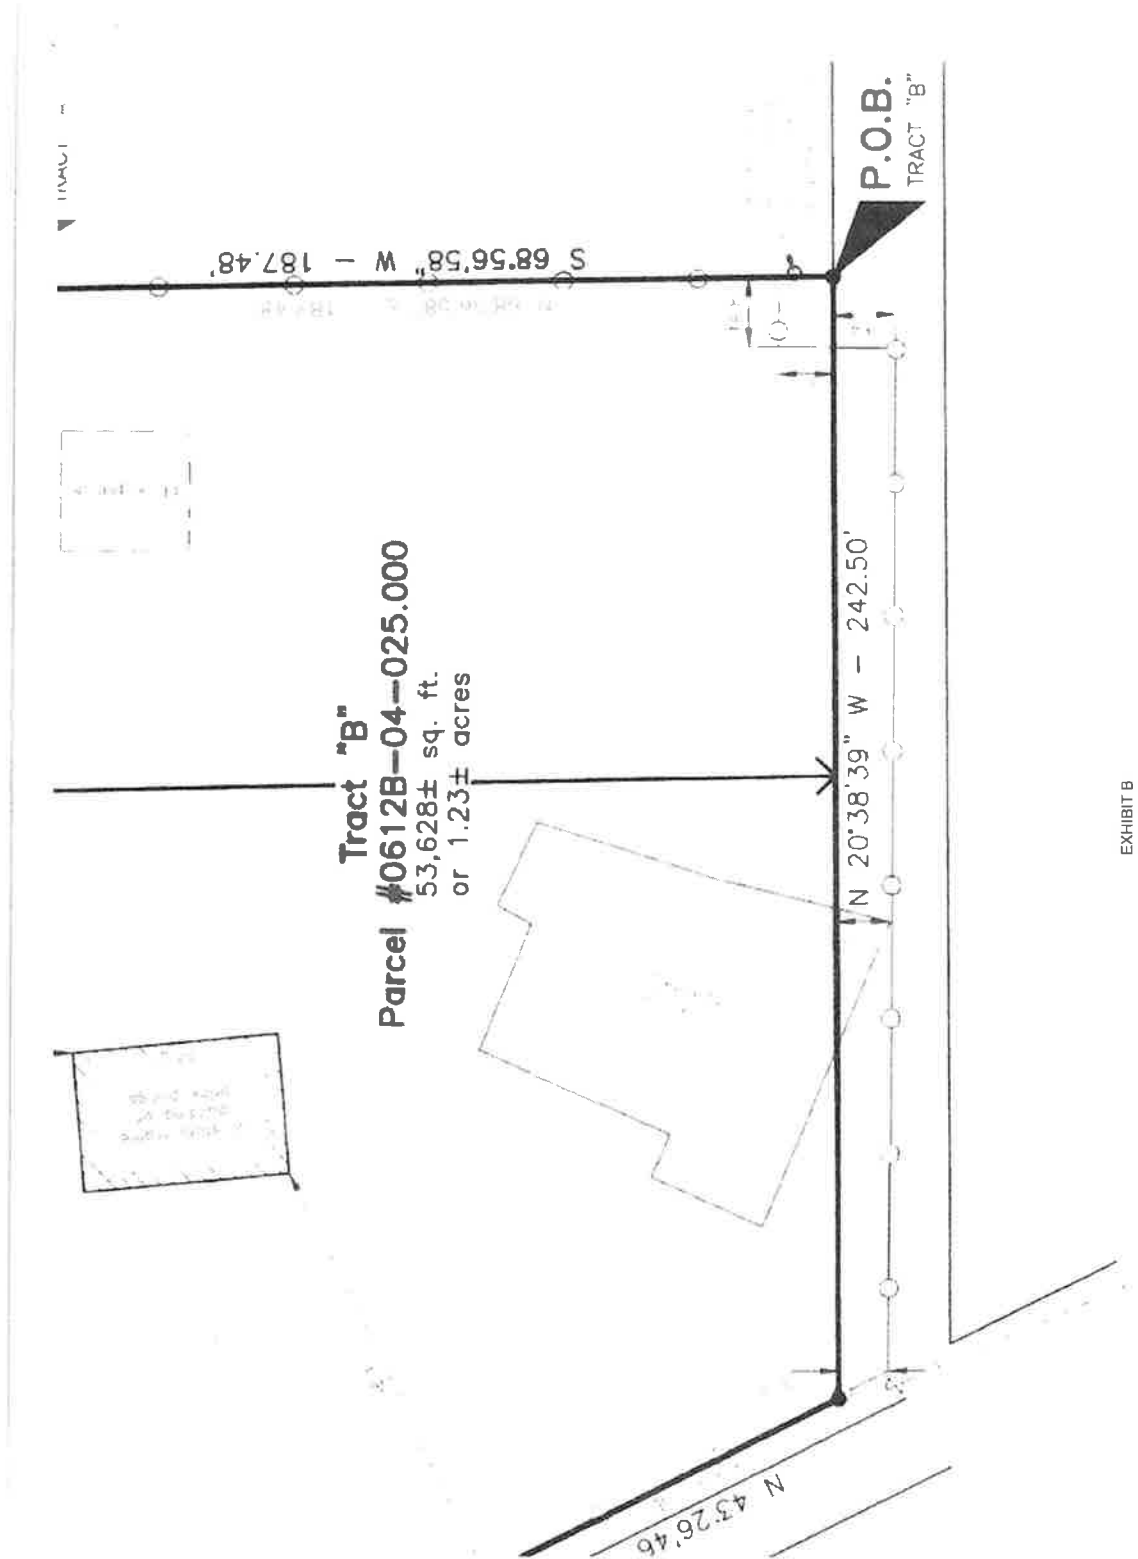 TRACT
P.O.B.
TRACT "B"
S 68°56'58" W - 187.48'
Tract "B"
Parcel #0612B-04-025.000
53,628± sq. ft.
or 1.23± acres
N 20°38'39" W - 242.50'
N 43°26'46
EXHIBIT B